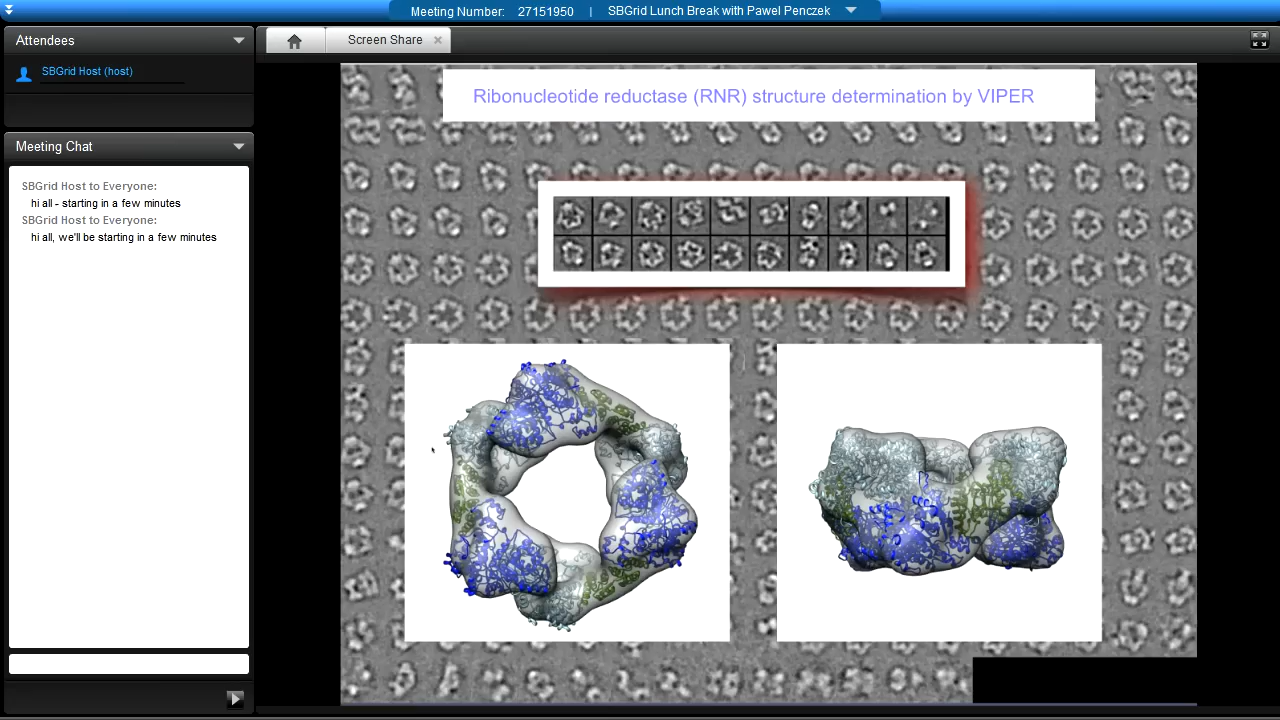 Meeting Number: 27151950 | SBGrid Lunch Break with Pawel Penczek
Attendees
SBGrid Host (host)
Meeting Chat
SBGrid Host to Everyone:
hi all - starting in a few minutes
SBGrid Host to Everyone:
hi all, we'll be starting in a few minutes
Screen Share
Ribonucleotide reductase (RNR) structure determination by VIPER